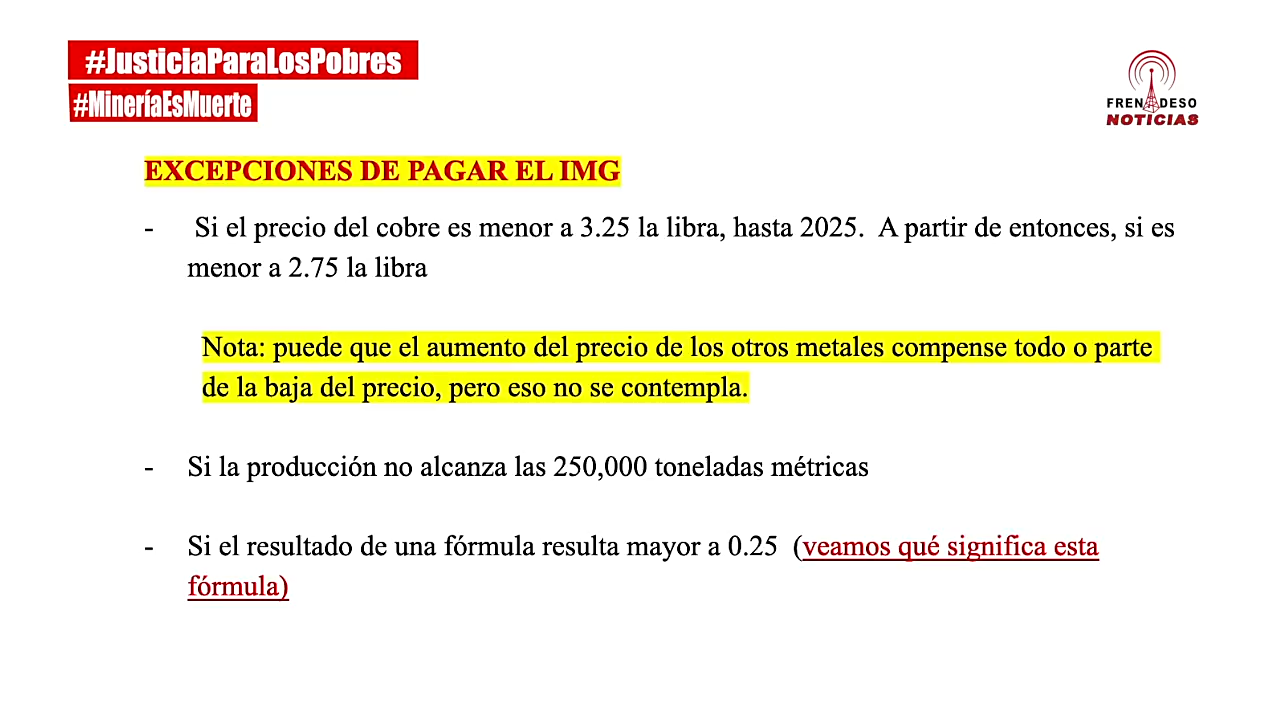 #JusticiaParaLosPobres
#MineríaEsMuerte
FRENADESO
NOTICIAS
EXCEPCIONES DE PAGAR EL IMG
- Si el precio del cobre es menor a 3.25 la libra, hasta 2025. A partir de entonces, si es
menor a 2.75 la libra
Nota: puede que el aumento del precio de los otros metales compense todo o parte
de la baja del precio, pero eso no se contempla.
- Si la producción no alcanza las 250,000 toneladas métricas
- Si el resultado de una fórmula resulta mayor a 0.25 (veamos qué significa esta
fórmula)